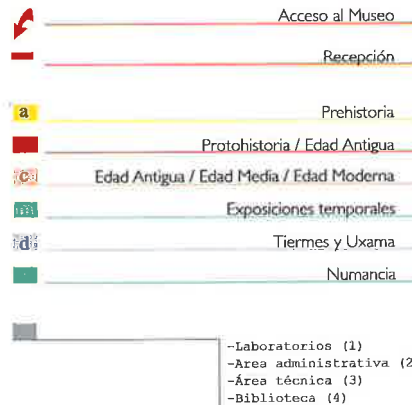 Acceso al Museo
Recepción
a Prehistoria
Protohistoria / Edad Antigua
c Edad Antigua / Edad Media / Edad Moderna
Exposiciones temporales
d Tiermes y Uxama
Numancia
-Laboratorios (1)
-Area administrativa (2
-Área técnica (3)
-Biblioteca (4)